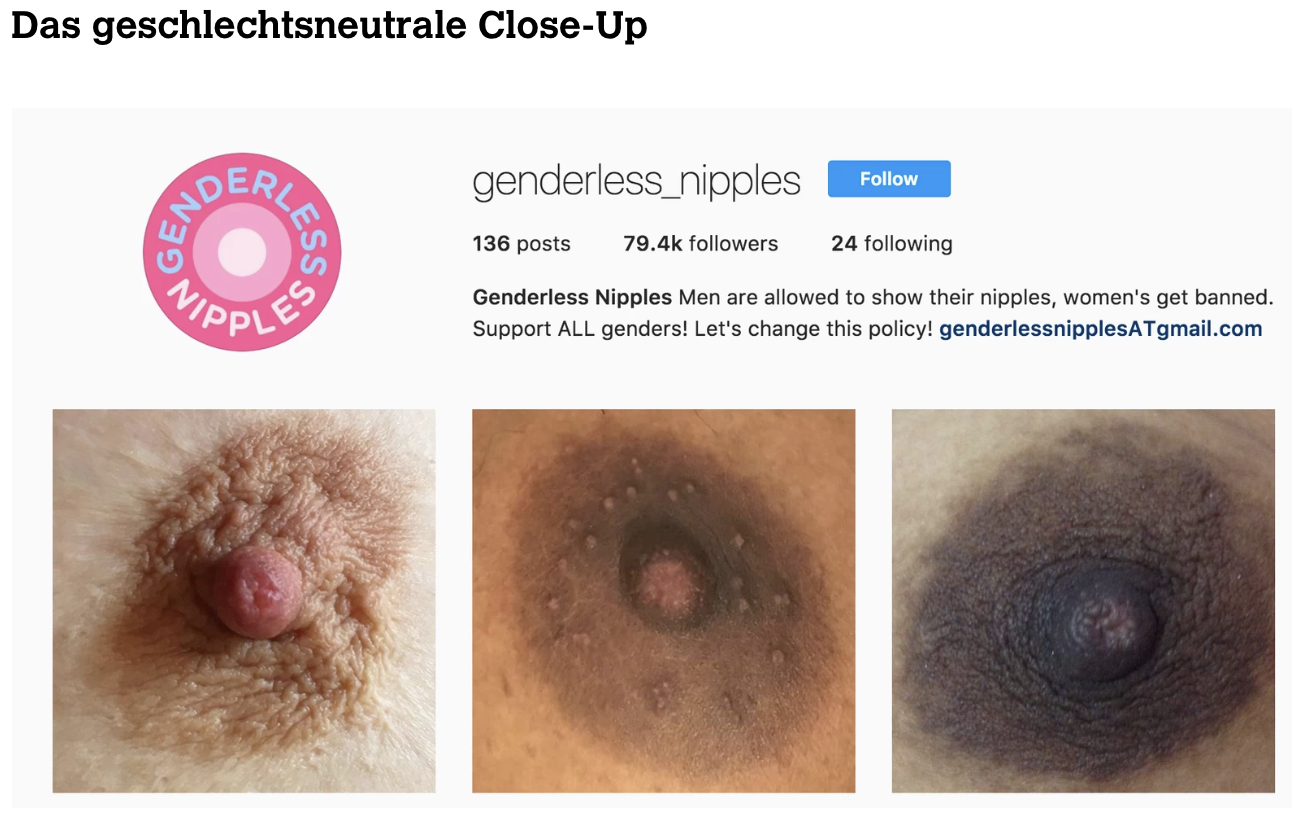 Das geschlechtsneutrale Close-Up
GENDERLESS
NIPPLES
genderless_nipples
Follow
136 posts 79.4k followers 24 following
Genderless Nipples Men are allowed to show their nipples, women's get banned.
Support ALL genders! Let's change this policy! genderlessnipplesATgmail.com